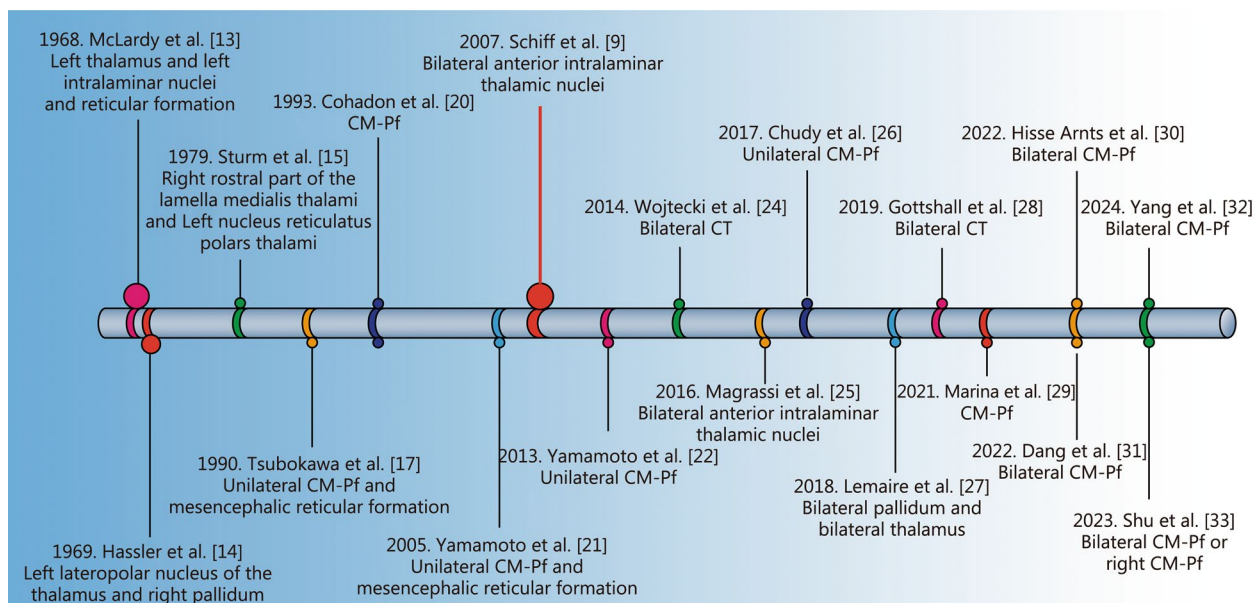 1968. McLardy et al. [13]
Left thalamus and left
intralaminar nuclei
and reticular formation
2007. Schiff et al. [9]
Bilateral anterior intralaminar
thalamic nuclei
1993. Cohadon et al. [20]
CM-Pf
1979. Sturm et al. [15]
Right rostral part of the
lamella medialis thalami
and Left nucleus reticulatus
polars thalami
2014. Wojtecki et al. [24]
Bilateral CT
2017. Chudy et al. [26]
Unilateral CM-Pf
2019. Gottshall et al. [28]
Bilateral CT
2022. Hisse Arnts et al. [30]
Bilateral CM-Pf
2024. Yang et al. [32]
Bilateral CM-Pf
1969. Hassler et al. [14]
Left lateropolar nucleus of the
thalamus and right pallidum
1990. Tsubokawa et al. [17]
Unilateral CM-Pf and
mesencephalic reticular formation
2005. Yamamoto et al. [21]
Unilateral CM-Pf and
mesencephalic reticular formation
2013. Yamamoto et al. [22]
Unilateral CM-Pf
2016. Magrassi et al. [25]
Bilateral anterior intralaminar
thalamic nuclei
2018. Lemaire et al. [27]
Bilateral pallidum and
bilateral thalamus
2021. Marina et al. [29]
CM-Pf
2022. Dang et al. [31]
Bilateral CM-Pf
2023. Shu et al. [33]
Bilateral CM-Pf or
right CM-Pf